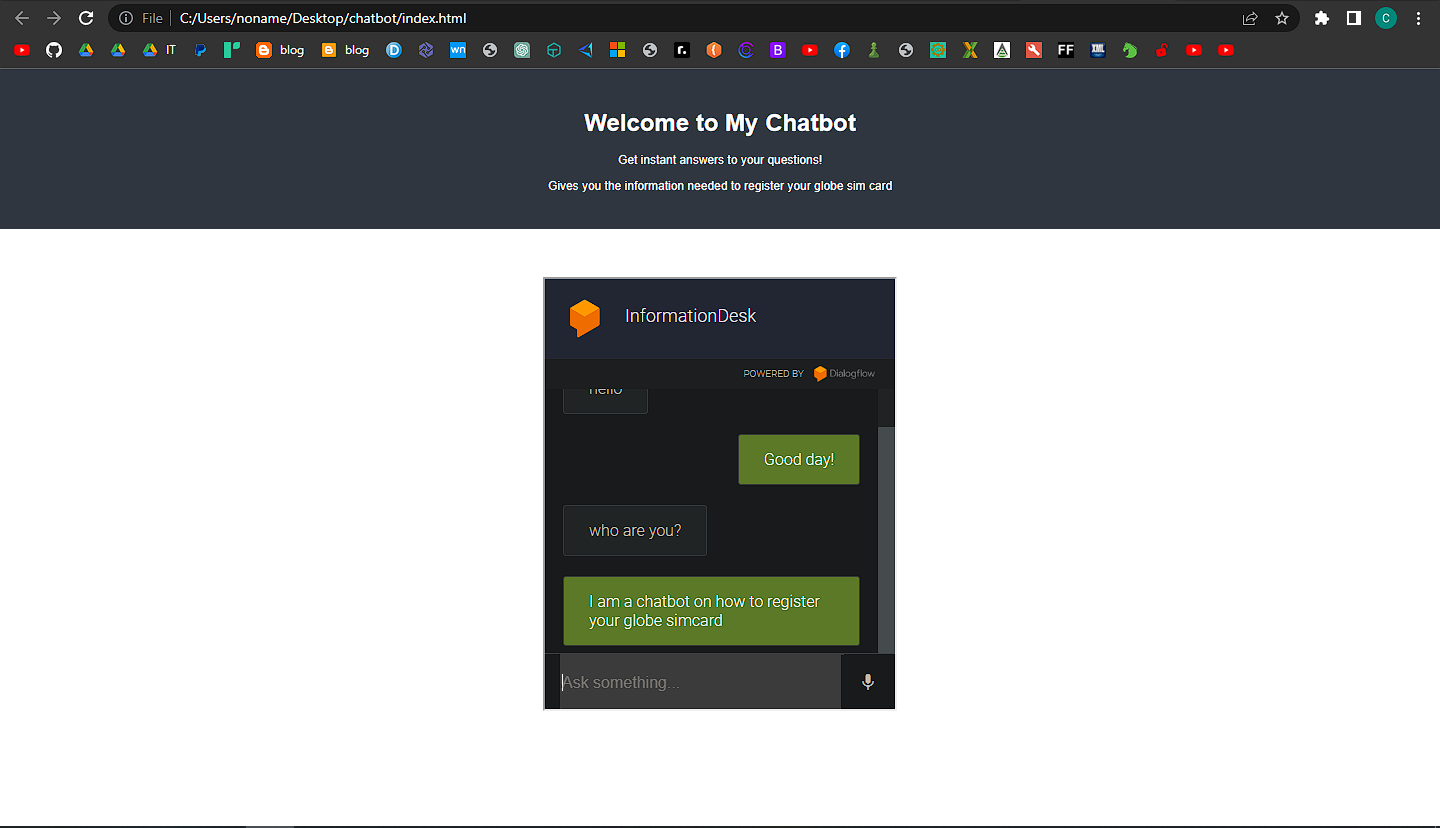 File
C:/Users/noname/Desktop/chatbot/index.html
C
IT
blog
blog
wn
r.
B
FF
XML
Welcome to My Chatbot
Get instant answers to your questions!
Gives you the information needed to register your globe sim card
InformationDesk
POWERED BY Dialogflow
hello
Good day!
who are you?
I am a chatbot on how to register
your globe simcard
Ask something...